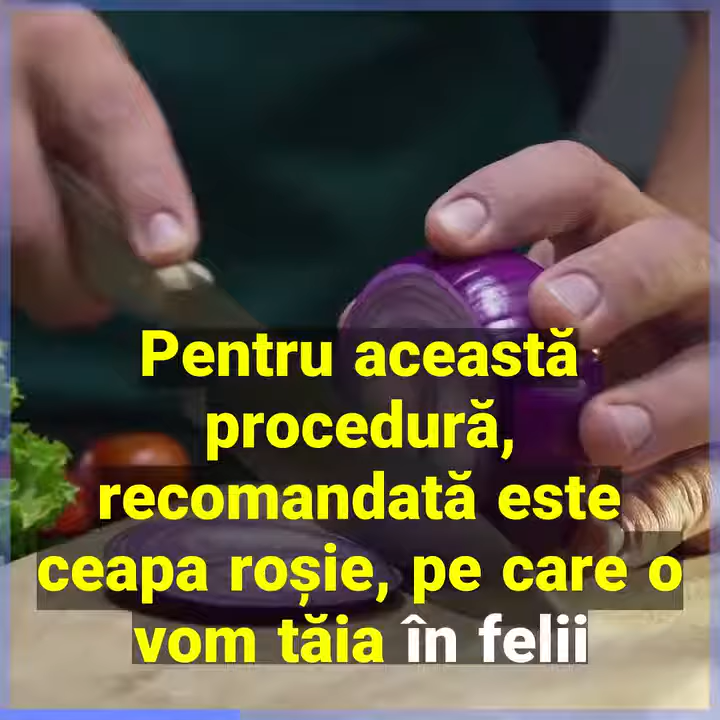 Pentru această
procedură,
recomandată este
ceapa roșie, pe care o
vom tăia în felii